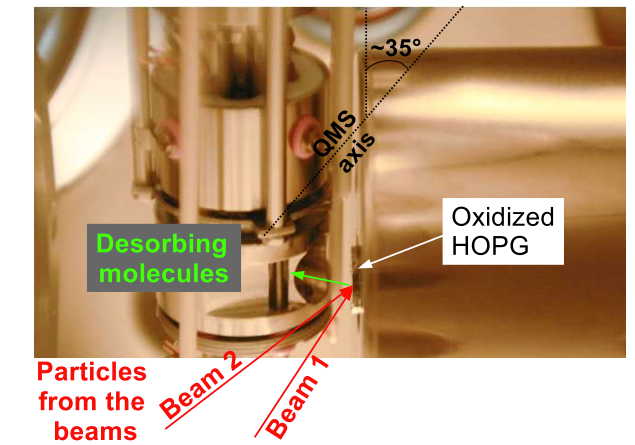 ~35°
QMS
axis
Oxidized
HOPG
Desorbing
molecules
Particles
from the
beams
Beam 2
Beam 1